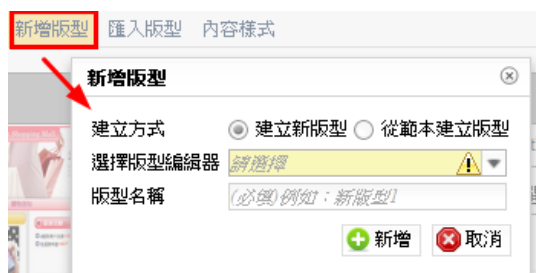 新增版型 匯入版型 內容樣式
新增版型
建立方式 建立新版型 從範本建立版型
選擇版型編緝器 請選擇
版型名稱 (必填)例如：新版型1
新增 取消